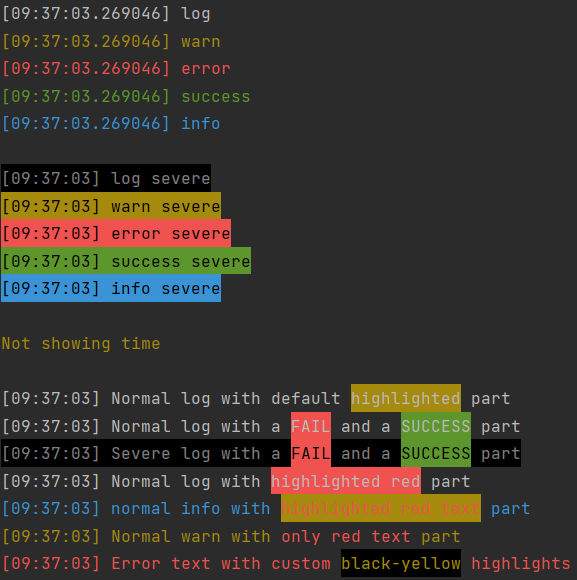 [09:37:03.269046] log
[09:37:03.269046] warn
[09:37:03.269046] error
[09:37:03.269046] success
[09:37:03.269046] info
[09:37:03] log severe
[09:37:03] warn severe
[09:37:03] error severe
[09:37:03] success severe
[09:37:03] info severe
Not showing time
[09:37:03] Normal log with default highlighted part
[09:37:03] Normal log with a FAIL and a SUCCESS part
[09:37:03] Severe log with a FAIL and a SUCCESS part
[09:37:03] Normal log with highlighted red part
[09:37:03] normal info with highlighted red text part
[09:37:03] Normal warn with only red text part
[09:37:03] Error text with custom black-yellow highlights